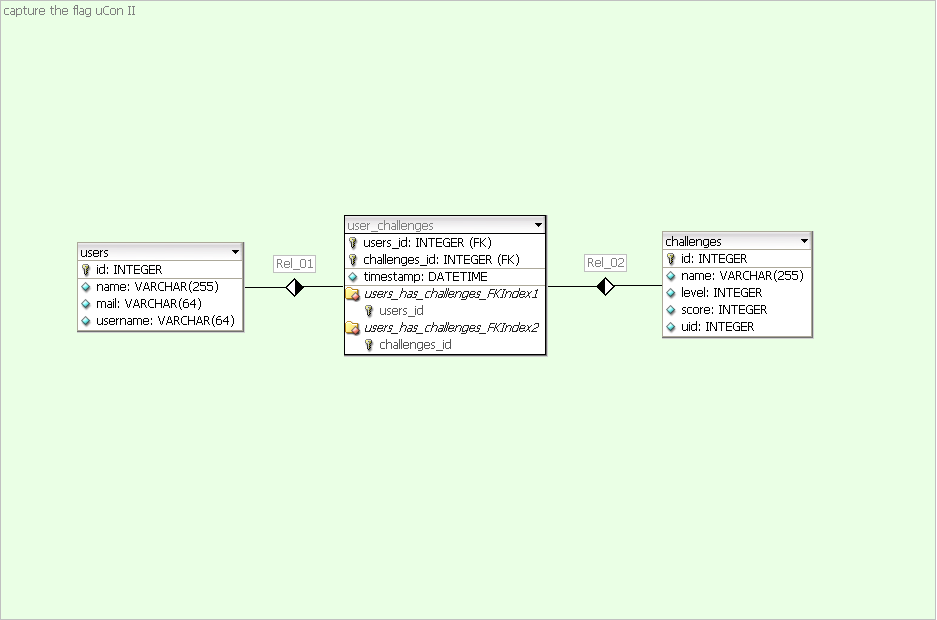 capture the flag uCon II
users
id: INTEGER
name: VARCHAR(255)
mail: VARCHAR(64)
username: VARCHAR(64)
Rel_01
user_challenges
users_id: INTEGER (FK)
challenges_id: INTEGER (FK)
timestamp: DATETIME
users_has_challenges_FKIndex1
users_id
users_has_challenges_FKIndex2
challenges_id
Rel_02
challenges
id: INTEGER
name: VARCHAR(255)
level: INTEGER
score: INTEGER
uid: INTEGER